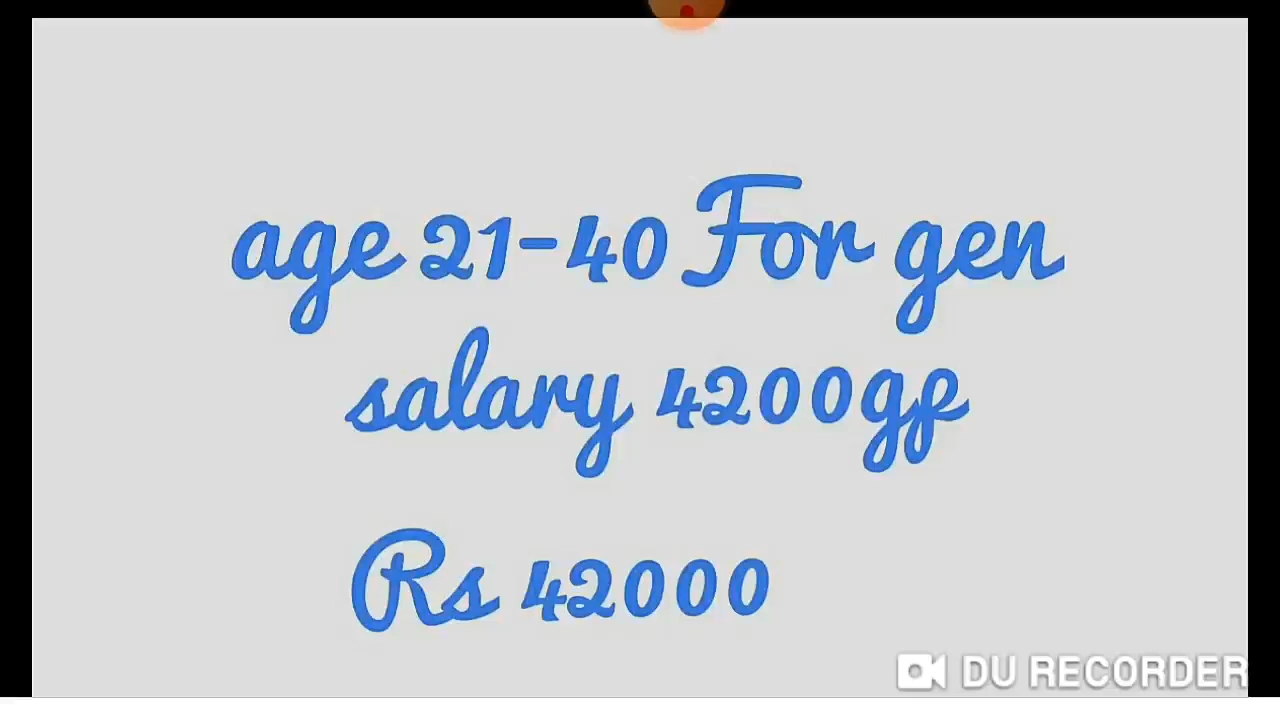 age 21-40 For gen
salary 4200gp
Rs 42000
DU RECORDER